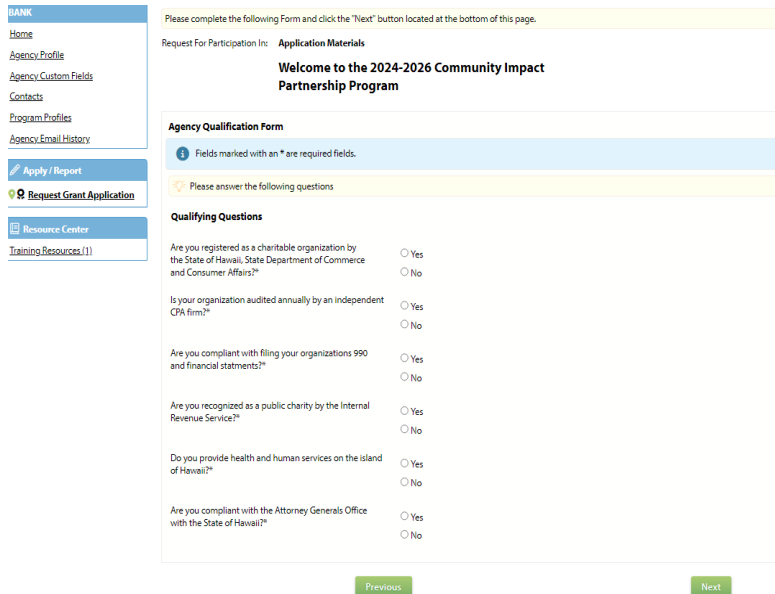 BANK
Home
Agency Profile
Agency Custom Fields
Contacts
Program Profiles
Agency Email History
Apply / Report
Request Grant Application
Resource Center
Training Resources (1)
Please complete the following Form and click the "Next" button located at the bottom of this page.
Request For Participation In: Application Materials
Welcome to the 2024-2026 Community Impact
Partnership Program
Agency Qualification Form
Fields marked with an * are required fields.
Please answer the following questions
Qualifying Questions
Are you registered as a charitable organization by
the State of Hawaii, State Department of Commerce
and Consumer Affairs?*
Yes
No
Is your organization audited annually by an independent
CPA firm?*
Yes
No
Are you compliant with filing your organizations 990
and financial statments?*
Yes
No
Are you recognized as a public charity by the Internal
Revenue Service?*
Yes
No
Do you provide health and human services on the island
of Hawaii?*
Yes
No
Are you compliant with the Attorney Generals Office
with the State of Hawaii?*
Yes
No
Previous
Next